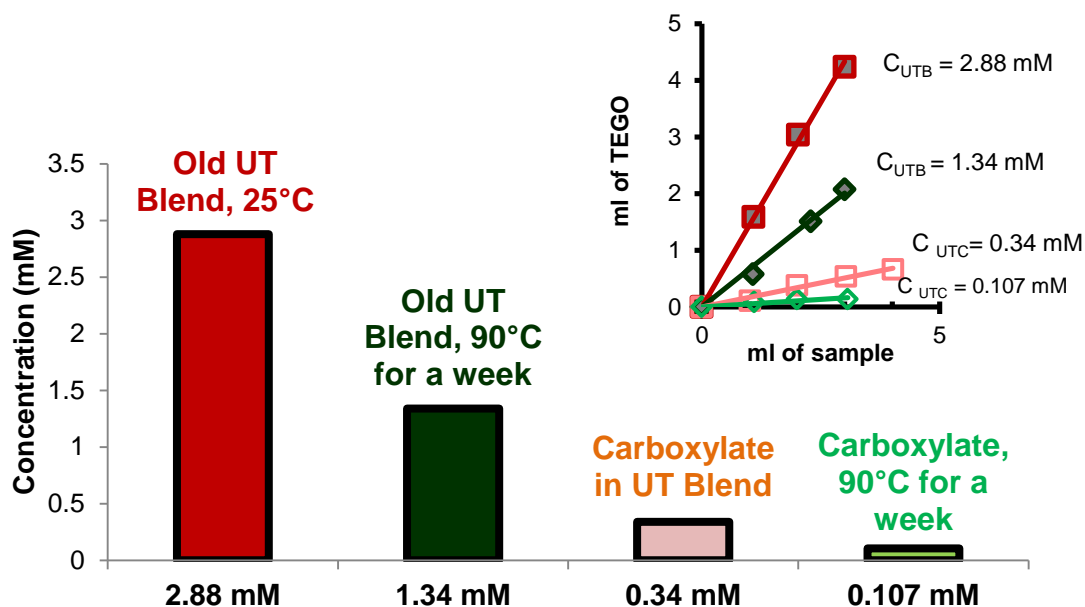 5
4
3
2
1
0
ml of TEGO
0
5
ml of sample
C UTB = 2.88 mM
C UTB = 1.34 mM
C UTC= 0.34 mM
C UTC = 0.107 mM
3.5
3
2.5
2
1.5
1
0.5
0
Concentration (mM)
Old UT
Blend, 25°C
Old UT
Blend, 90°C
for a week
Carboxylate
in UT Blend
Carboxylate,
90°C for a
week
2.88 mM
1.34 mM
0.34 mM
0.107 mM